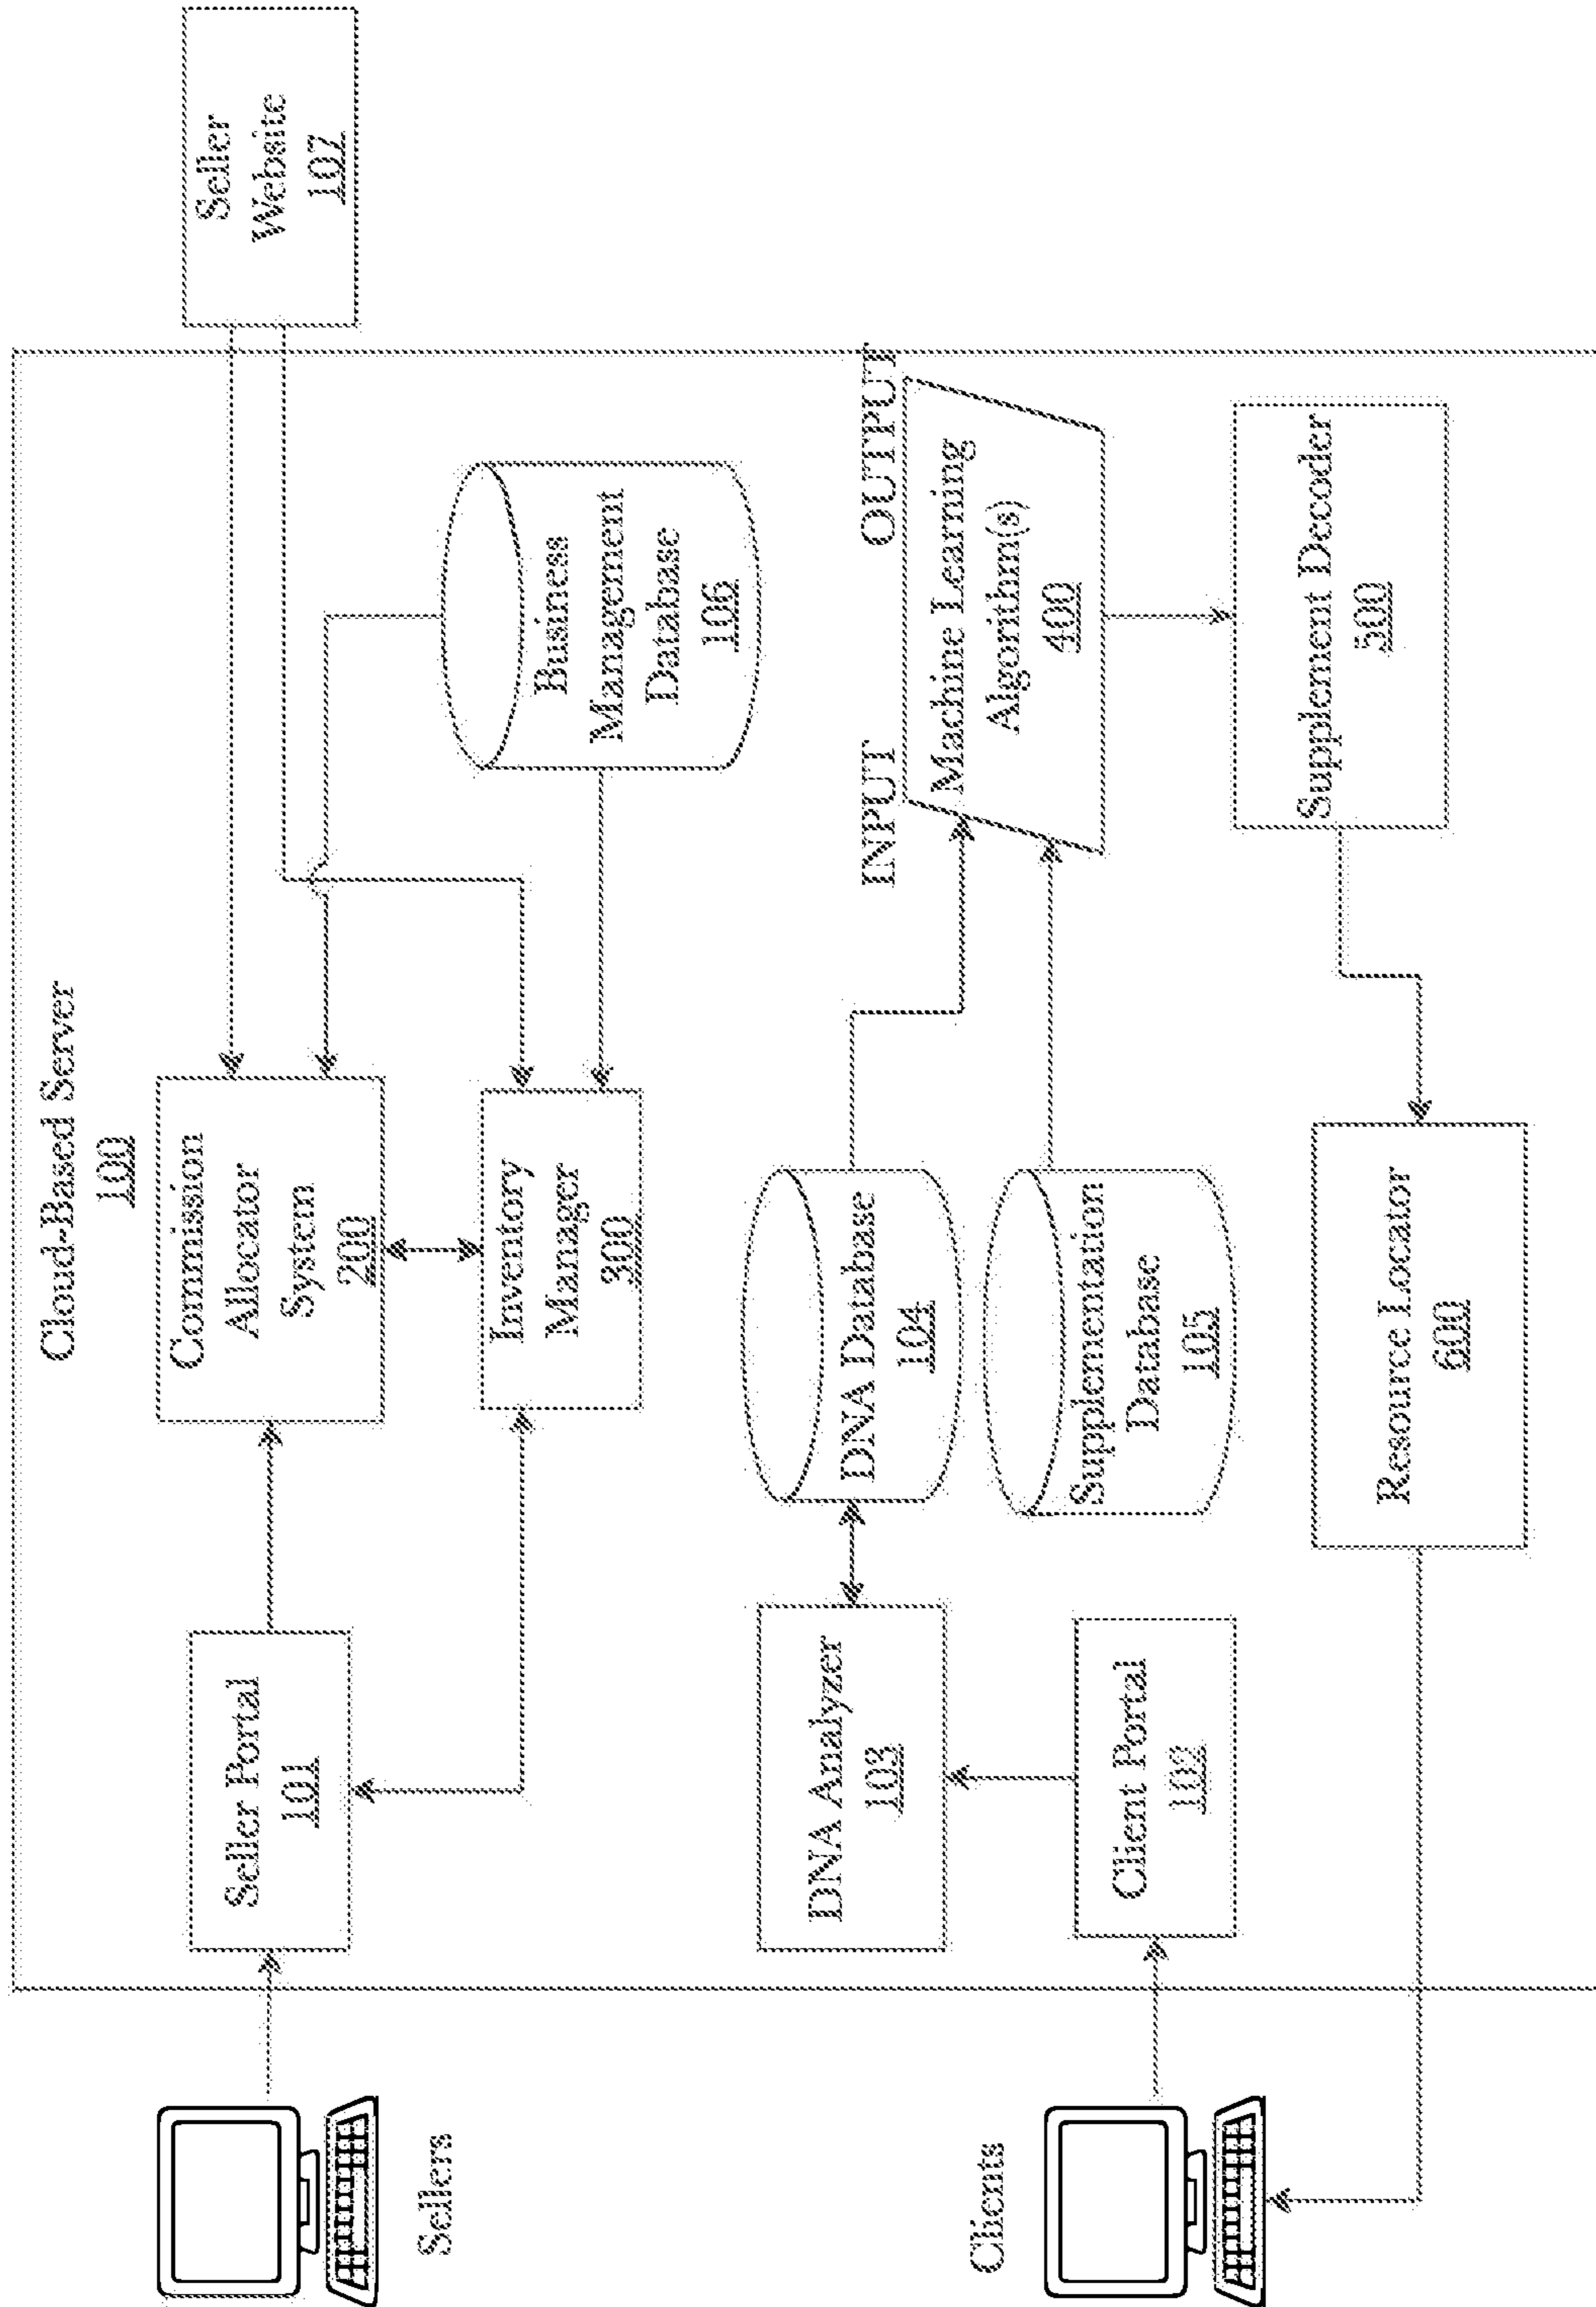 Cloud-Based Server
100
Sellers
Seller Portal
101
Commission
Allocator
System
200
Seller
Website
107
Inventory
Manager
300
Business
Management
Database
106
DNA Analyzer
103
DNA Database
104
INPUT
OUTPUT
Machine Learning
Algorithm(s)
400
Clients
Client Portal
102
Supplementation
Database
105
Supplement Decoder
500
Resource Locator
600